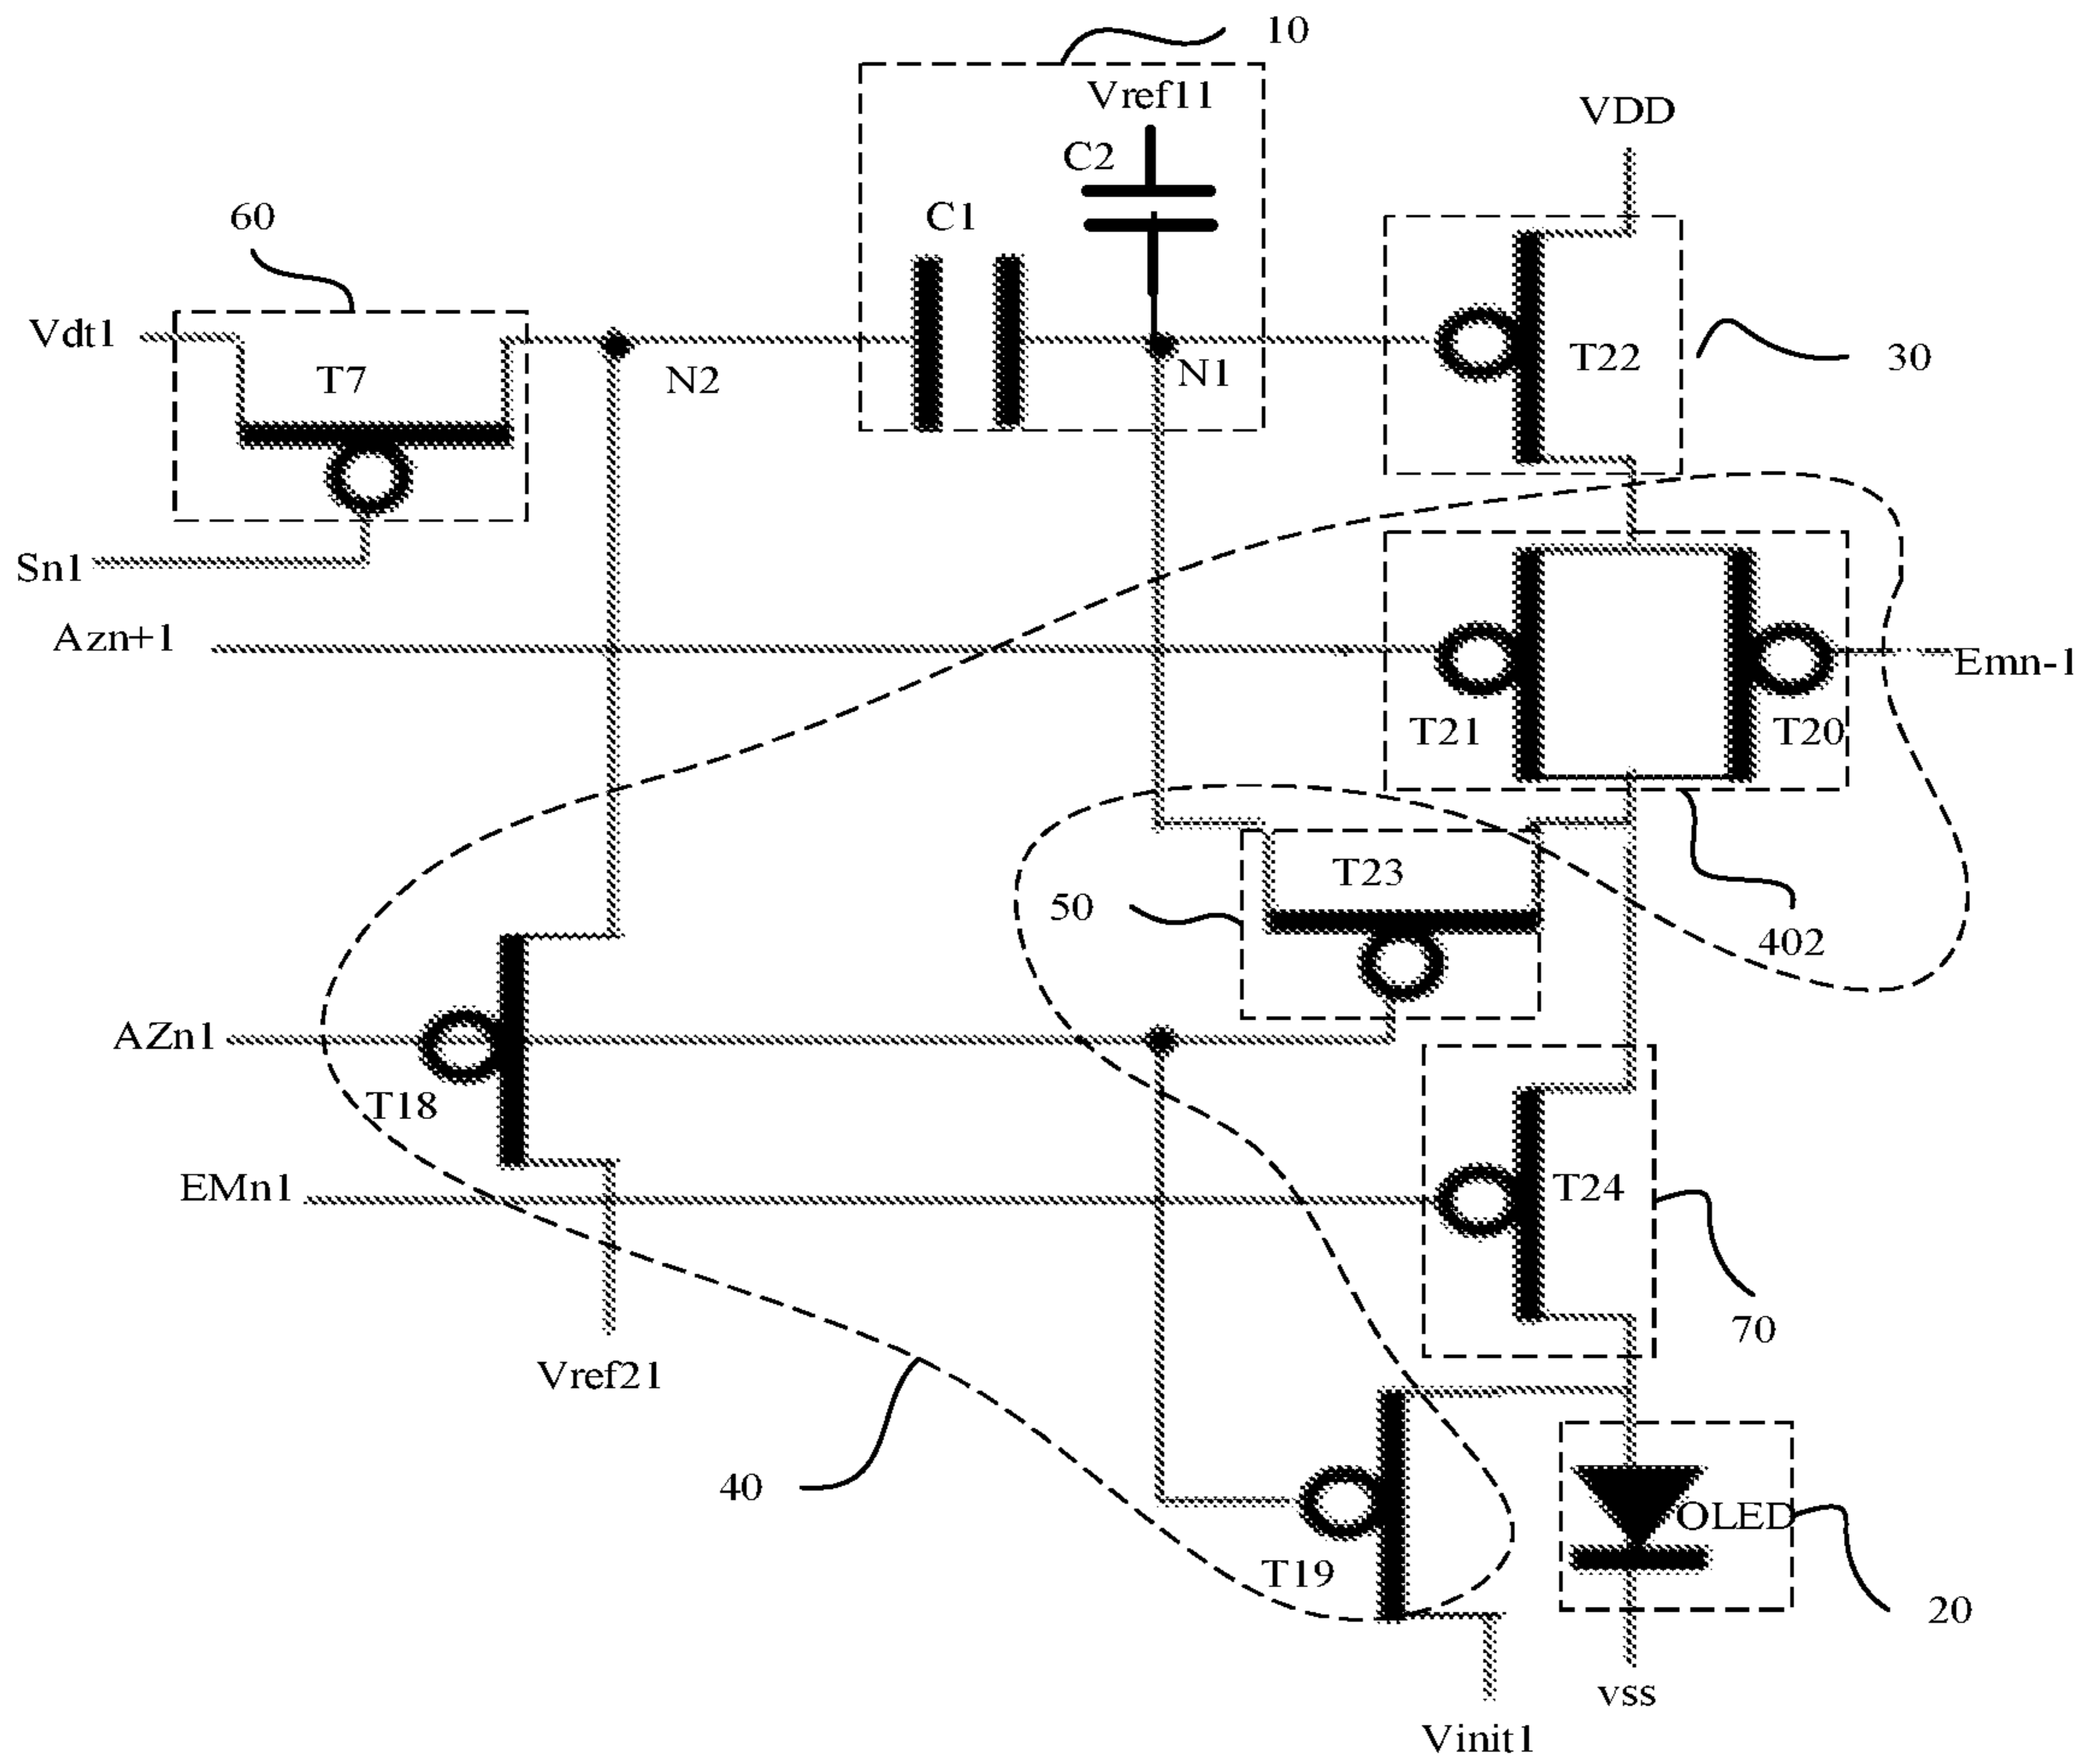 10
Vref11
VDD
C2
60
C1
Vdt1
T7
N2
N1
T22
30
Sn1
Azn+1
Emn-1
T21
T20
T23
50
402
AZn1
T18
EMn1
T24
70
Vref21
40
OLED
T19
20
vss
Vinit1